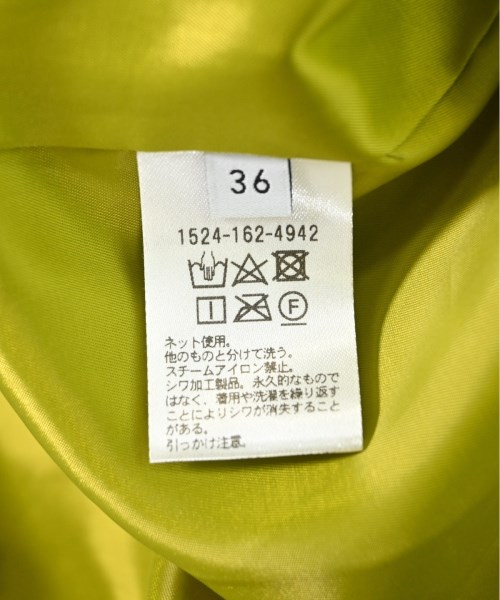 36
1524-162-4942
F
ネット使用。
他のものと分けて洗う。
スチームアイロン禁止。
シワ加工製品。永久的なもので
はなく、着用や洗濯を繰り返す
ことによりシワが消失すること
がある。
引っかけ注意。